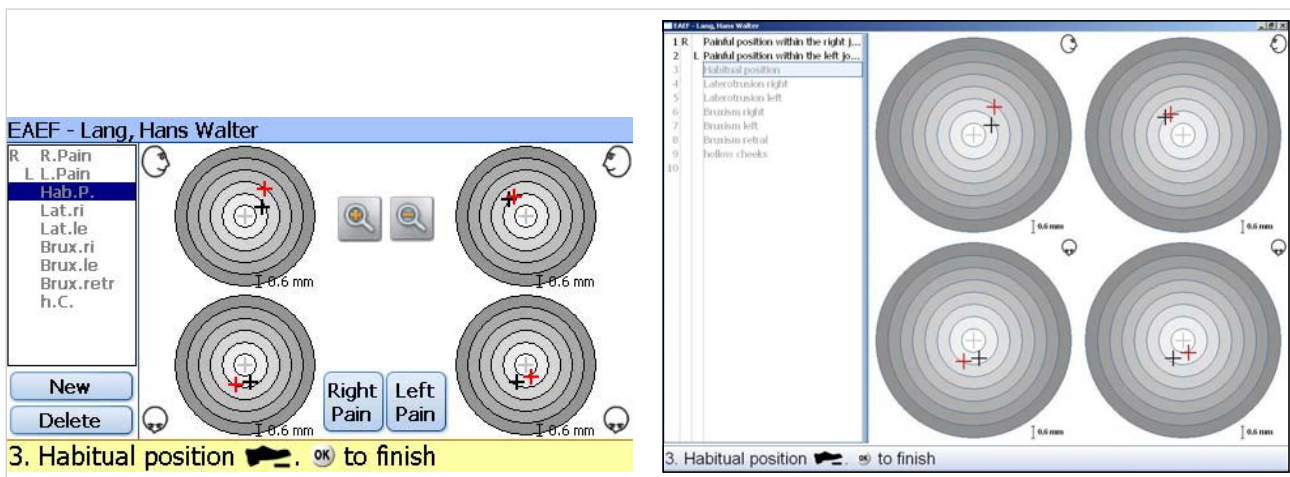 EAEF - Lang, Hans Walter
R R.Pain
L L.Pain
Hab.P.
Lat.ri
Lat.le
Brux.ri
Brux.le
Brux.retr
h.C.
New
Delete
0.6 mm
0.6 mm
0.6 mm
0.6 mm
Right Pain
Left Pain
3. Habitual position . OK to finish
EAEF - Lang, Hans Walter
1 R Painful position within the right j...
2 L Painful position within the left jo...
3 Habitual position
4 Laterotrusion right
5 Laterotrusion left
6 Bruxism right
7 Bruxism left
8 Bruxism retral
9 hollow cheeks
10
0.6 mm
0.6 mm
0.6 mm
0.6 mm
3. Habitual position . OK to finish